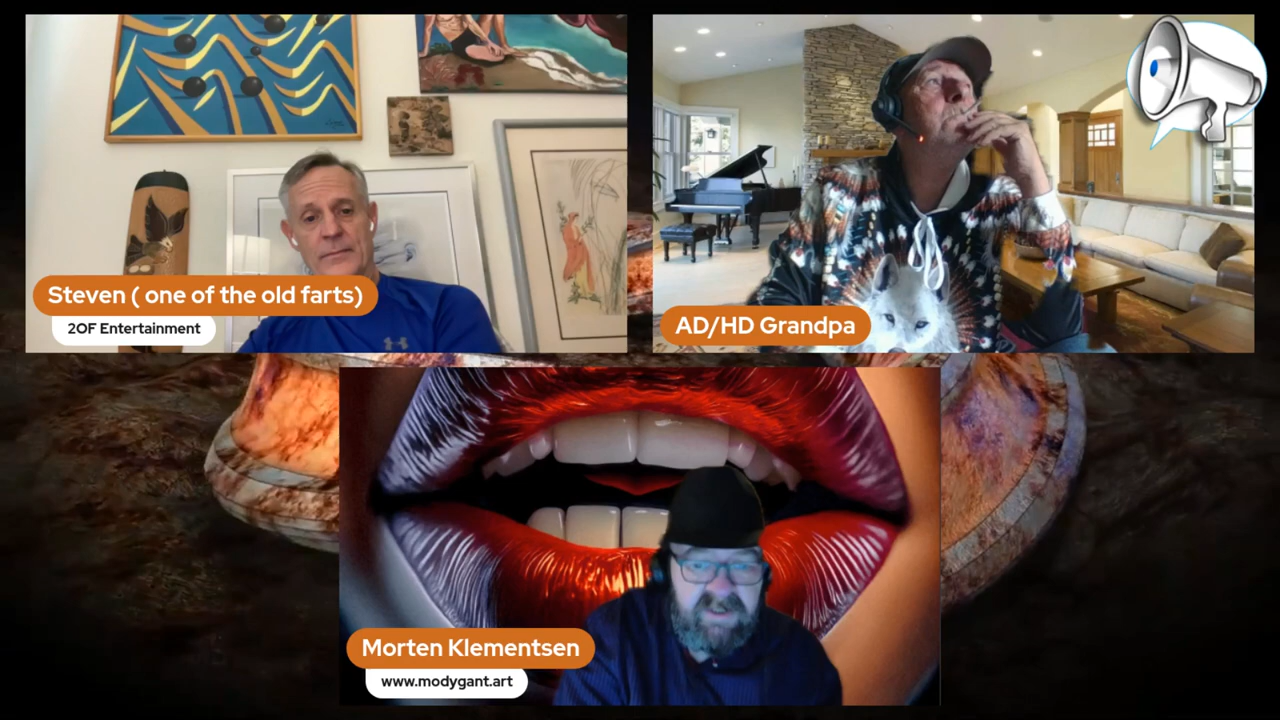 Steven ( one of the old farts)
2OF Entertainment
AD/HD Grandpa
Morten Klementsen
www.modygant.art